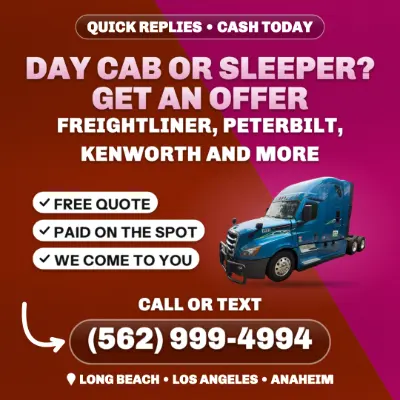 QUICK REPLIES • CASH TODAY
DAY CAB OR SLEEPER?
GET AN OFFER
FREIGHTLINER, PETERBILT,
KENWORTH AND MORE
✓ FREE QUOTE
✓ PAID ON THE SPOT
✓ WE COME TO YOU
CALL OR TEXT
(562) 999-4994
LONG BEACH • LOS ANGELES • ANAHEIM